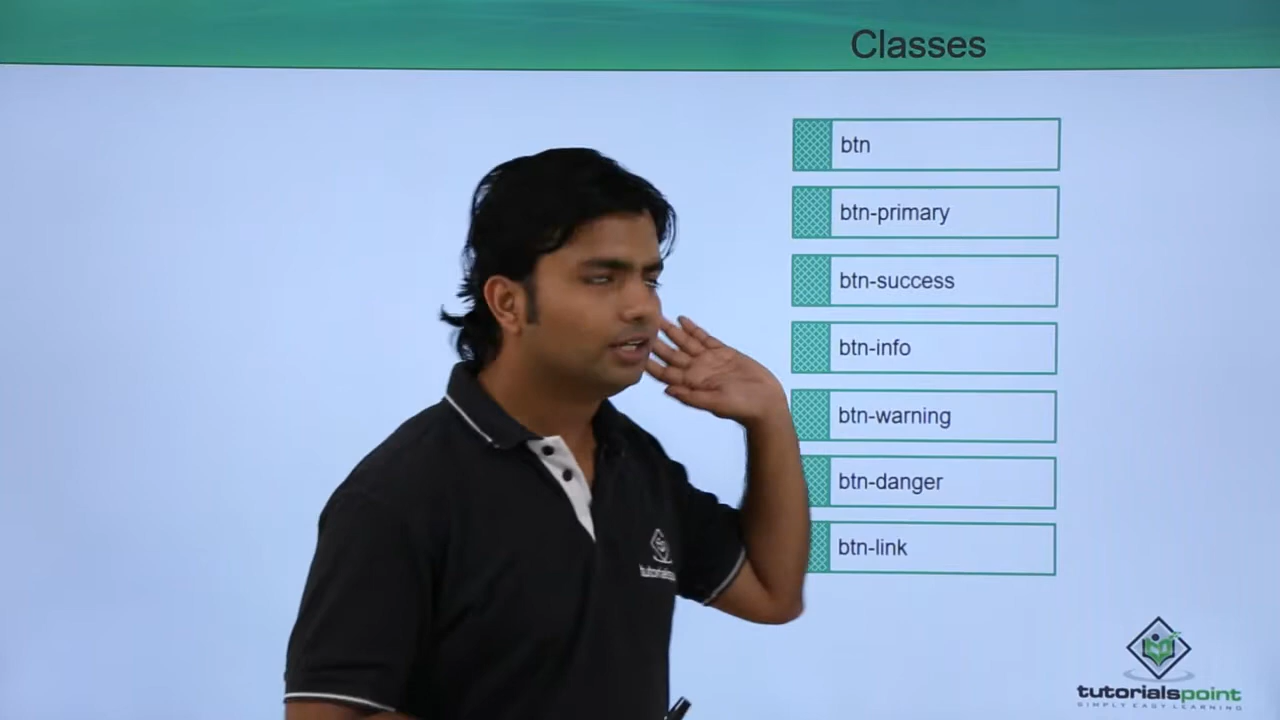 Classes
btn
btn-primary
btn-success
btn-info
btn-warning
btn-danger
btn-link
tutorialspoint
SIMPLY EASY LEARNING